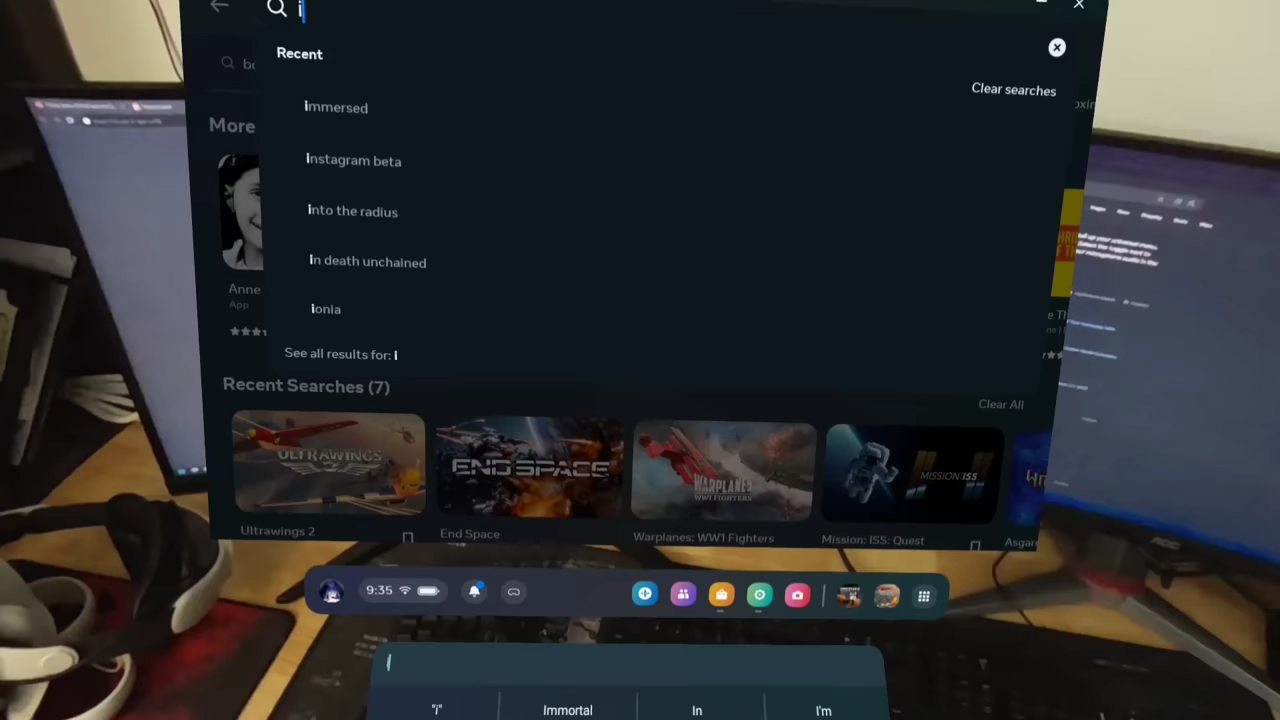 i
Recent
Clear searches
immersed
instagram beta
into the radius
in death unchained
ionia
See all results for: i
More
Anne
App
Recent Searches (7)
Clear All
ULTRAWINGS 2
END SPACE
WARPLANES
WW1 FIGHTERS
MISSION:ISS
Ultrawings 2
End Space
Warplanes: WW1 Fighters
Mission: ISS: Quest
Asgar
9:35
AOC
i
"i"
Immortal
In
I'm